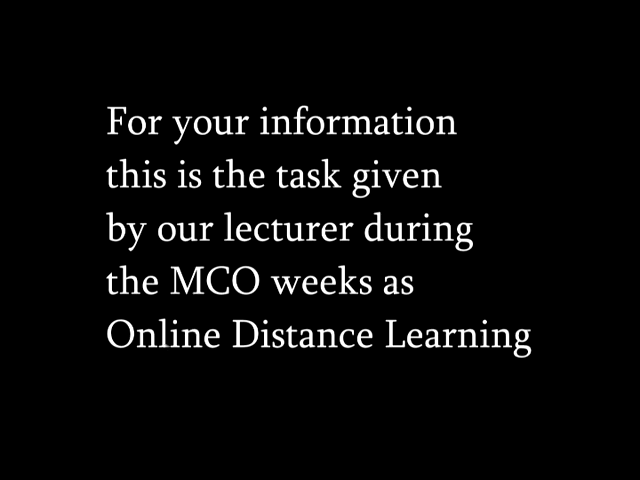 For your information
this is the task given
by our lecturer during
the MCO weeks as
Online Distance Learning